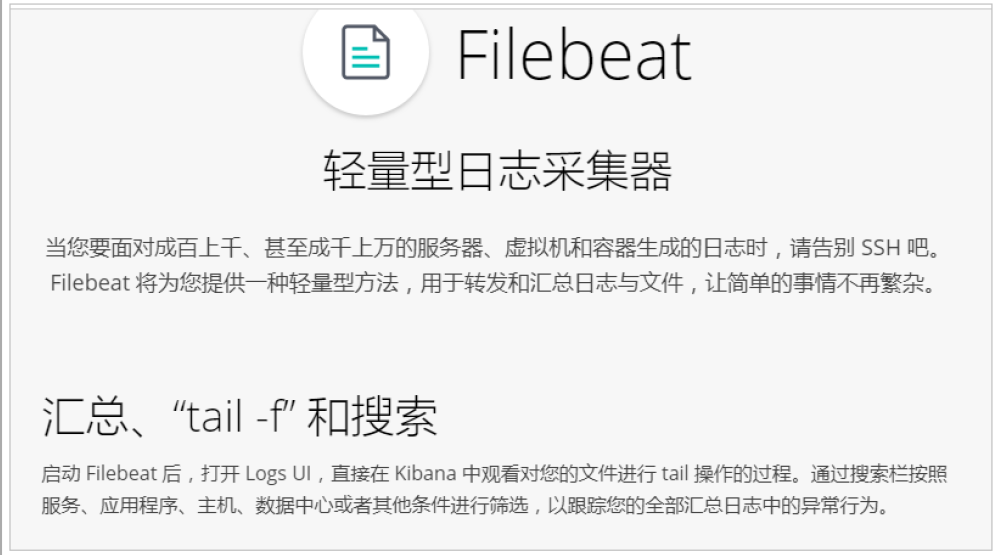 Filebeat
轻量型日志采集器
当您要面对成百上千、甚至成千上万的服务器、虚拟机和容器生成的日志时，请告别 SSH 吧。
Filebeat 将为您提供一种轻量型方法，用于转发和汇总日志与文件，让简单的事情不再繁杂。
汇总、“tail -f” 和搜索
启动 Filebeat 后，打开 Logs UI，直接在 Kibana 中观看对您的文件进行 tail 操作的过程。通过搜索栏按照
服务、应用程序、主机、数据中心或者其他条件进行筛选，以跟踪您的全部汇总日志中的异常行为。